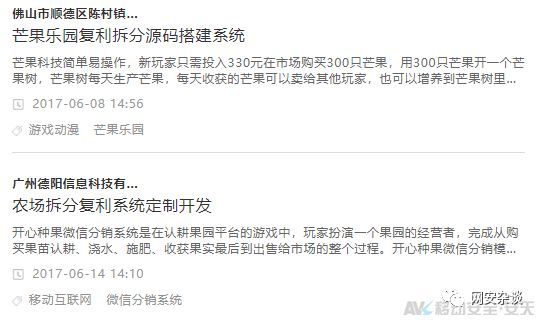 佛山市顺德区陈村镇...
芒果乐园复利拆分源码搭建系统
芒果科技简单易操作，新玩家只需投入330元在市场购买300只芒果，用300只芒果开一个芒
果树，芒果树每天生产芒果，每天收获的芒果可以卖给其他玩家，也可以增养到芒果树里...
2017-06-08 14:56
游戏动漫 芒果乐园
广州德阳信息科技有...
农场拆分复利系统定制开发
开心种果微信分销系统是在认耕果园平台的游戏中，玩家扮演一个果园的经营者，完成从购
买果苗认耕、浇水、施肥、收获果实最后到出售给市场的整个过程。开心种果微信分销模...
2017-06-14 14:10
移动互联网 微信分销系统
网安杂谈
AVL 移动安全·安天